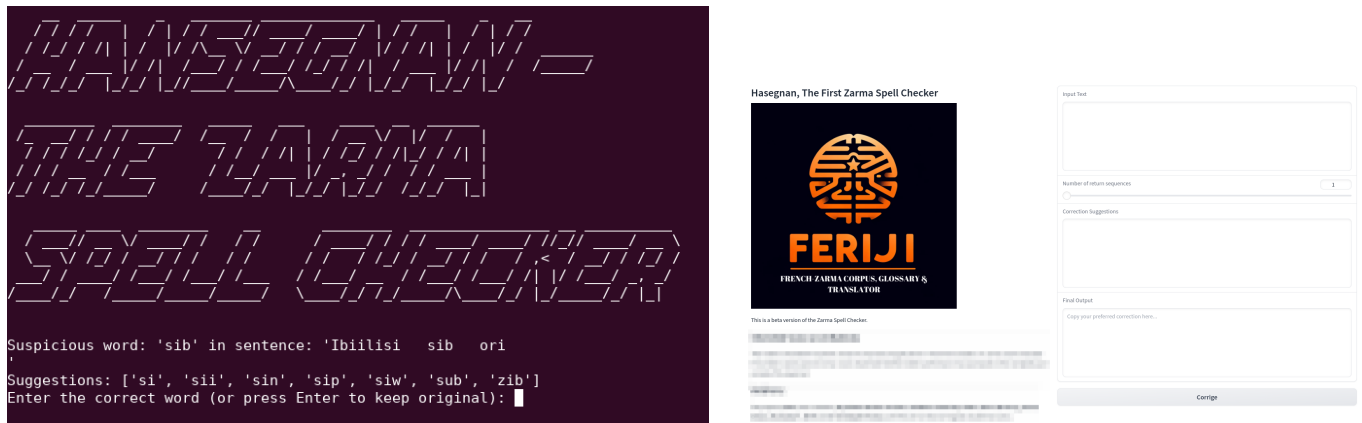 HANSEGNAN-
THE ZARMA
SPELL CHECKER
Suspicious word: 'sib' in sentence: 'Ibiilisi   sib   ori
'
Suggestions: ['si', 'sii', 'sin', 'sip', 'siw', 'sub', 'zib']
Enter the correct word (or press Enter to keep original):
Hasegnan, The First Zarma Spell Checker
FERIJI
FRENCH-ZARMA CORPUS, GLOSSARY &
TRANSLATOR
This is a beta version of the Zarma Spell Checker.
Input Text
Number of return sequences
1
Correction Suggestions
Final Output
Copy your preferred correction here...
Corrige